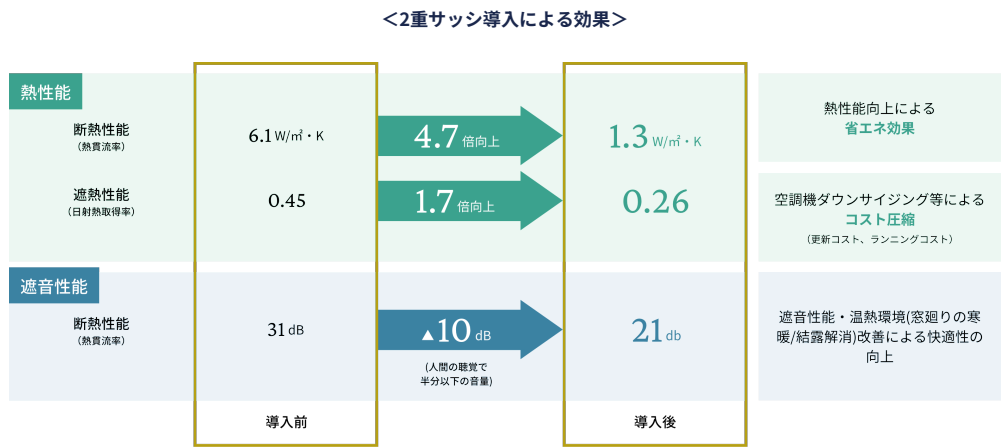 ＜2重サッシ導入による効果＞
熱性能
断熱性能
（熱貫流率）
6.1 W/㎡・K
4.7 倍向上
1.3 W/㎡・K
熱性能向上による
省エネ効果
遮熱性能
（日射熱取得率）
0.45
1.7 倍向上
0.26
空調機ダウンサイジング等による
コスト圧縮
（更新コスト、ランニングコスト）
遮音性能
断熱性能
（熱貫流率）
31 dB
▲10 dB
(人間の聴覚で
半分以下の音量)
21 db
遮音性能・温熱環境(窓廻りの寒
暖/結露解消)改善による快適性の
向上
導入前
導入後